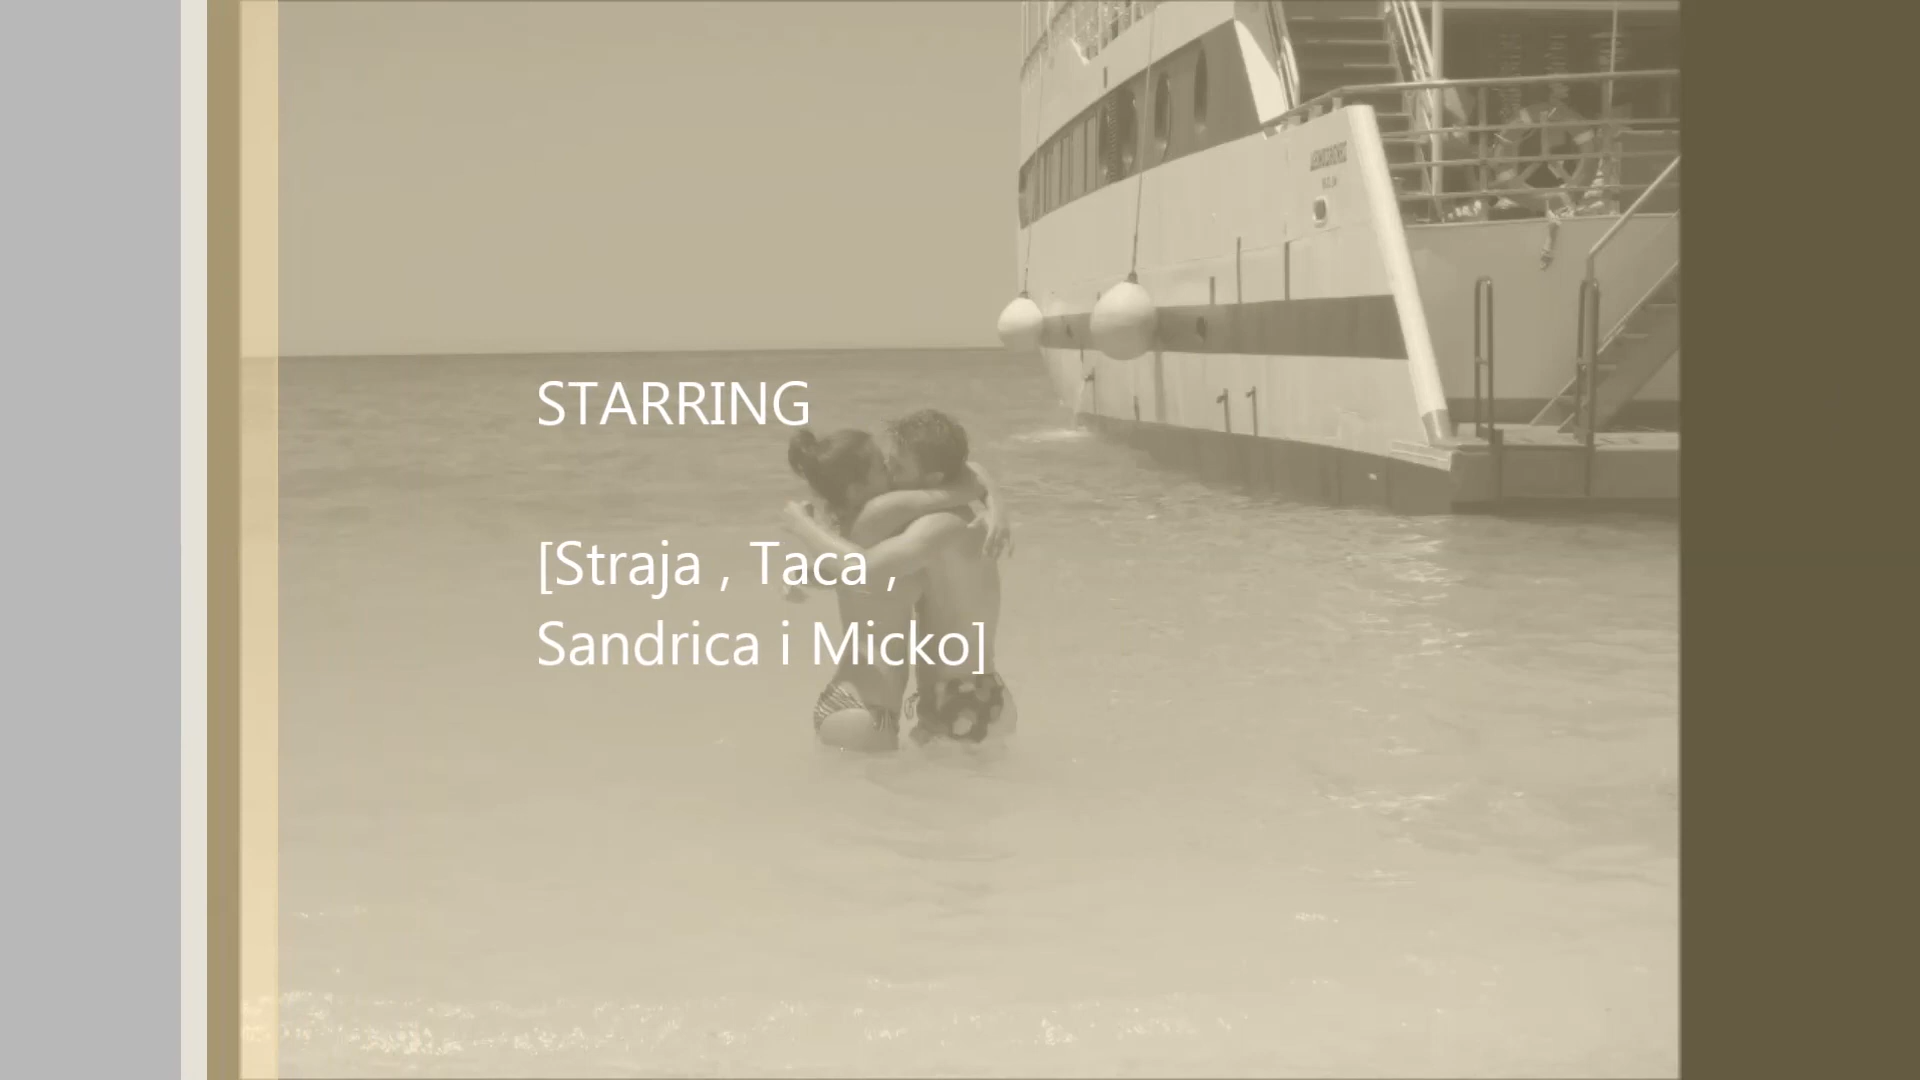 STARRING
[Straja , Taca ,
Sandrica i Micko]